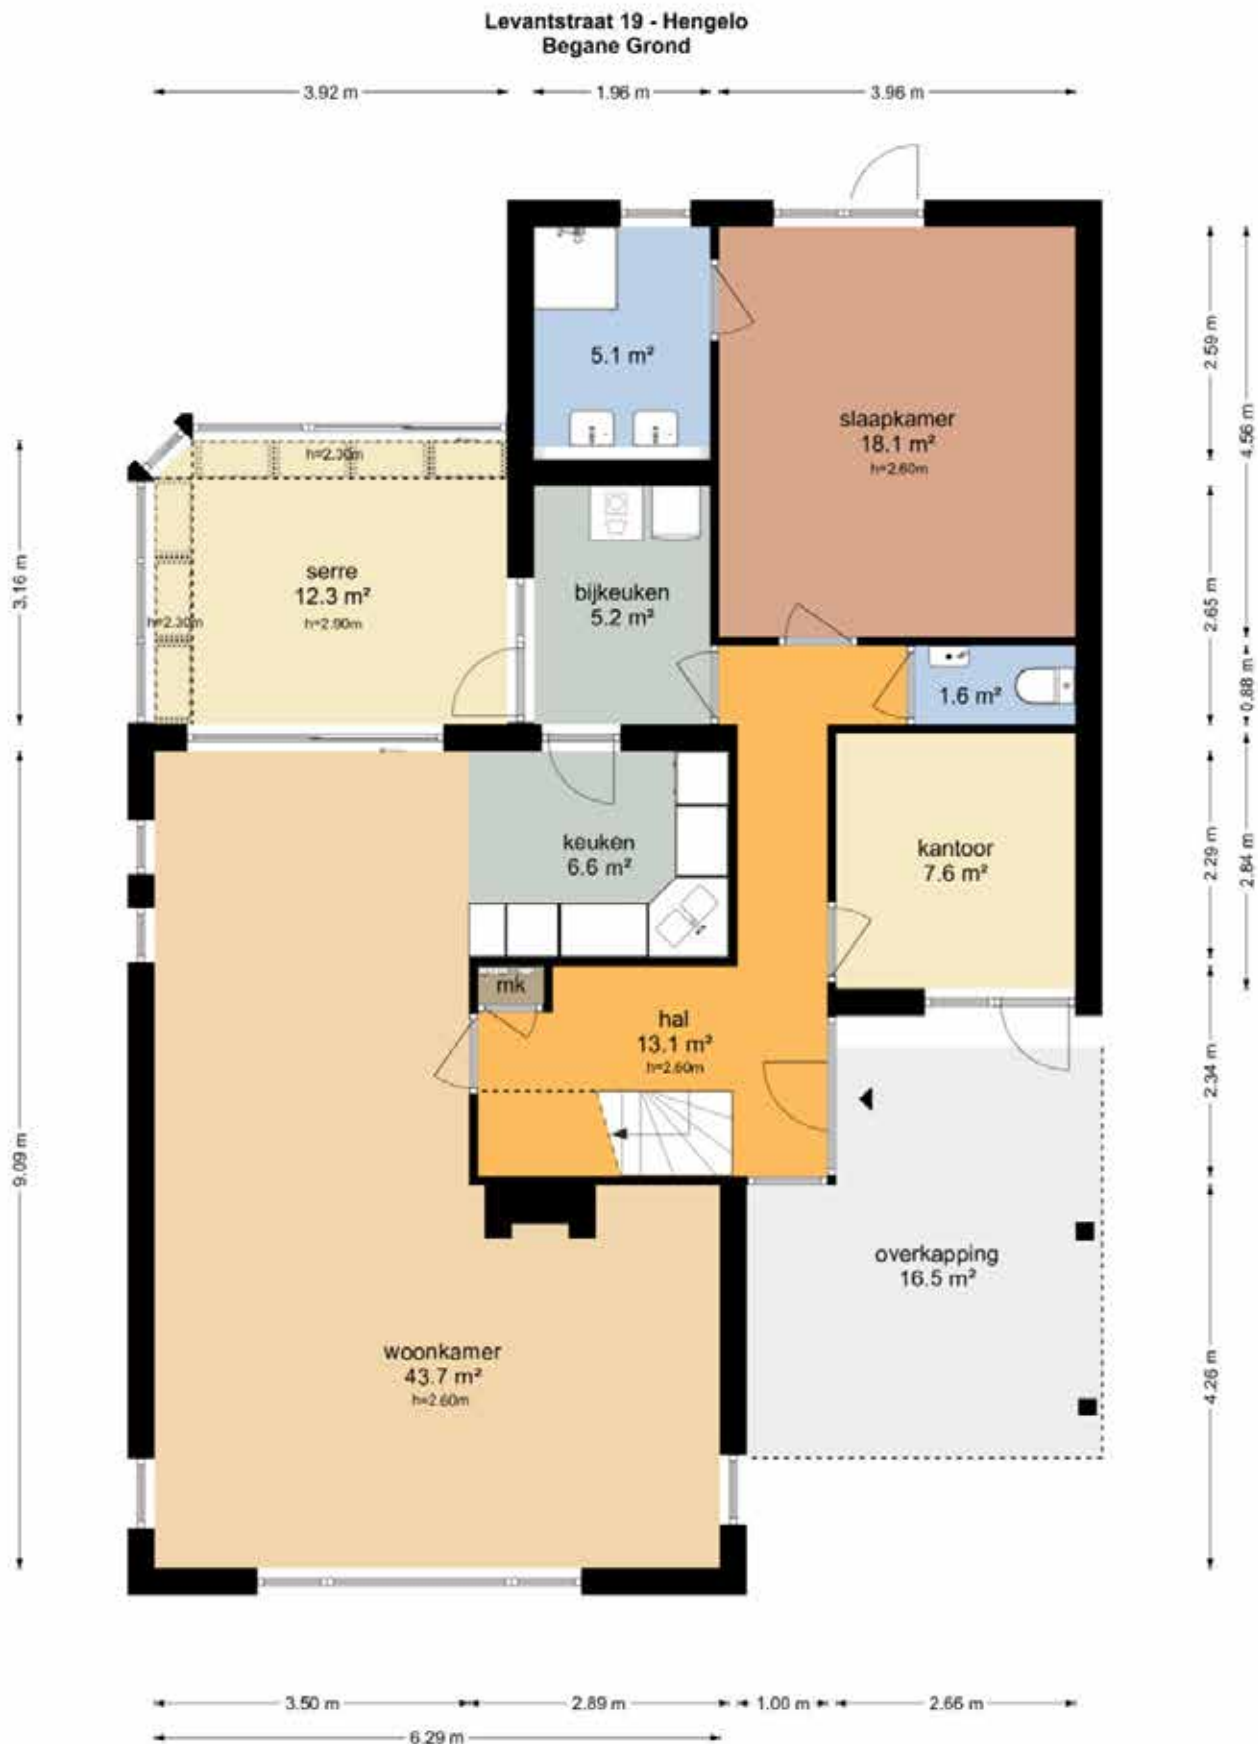 Levantstraat 19 - Hengelo
Begane Grond
3.92 m
1.96 m
3.96 m
5.1 m²
slaapkamer
18.1 m²
h=2.60m
2.59 m
4.56 m
h=2.30m
serre
12.3 m²
h=2.90m
h=2.30m
3.16 m
bijkeuken
5.2 m²
2.65 m
1.6 m²
0.88 m
keuken
6.6 m²
kantoor
7.6 m²
2.29 m
2.84 m
mk
hal
13.1 m²
h=2.60m
2.34 m
9.09 m
overkapping
16.5 m²
woonkamer
43.7 m²
h=2.60m
4.26 m
3.50 m
2.89 m
1.00 m
2.66 m
6.29 m